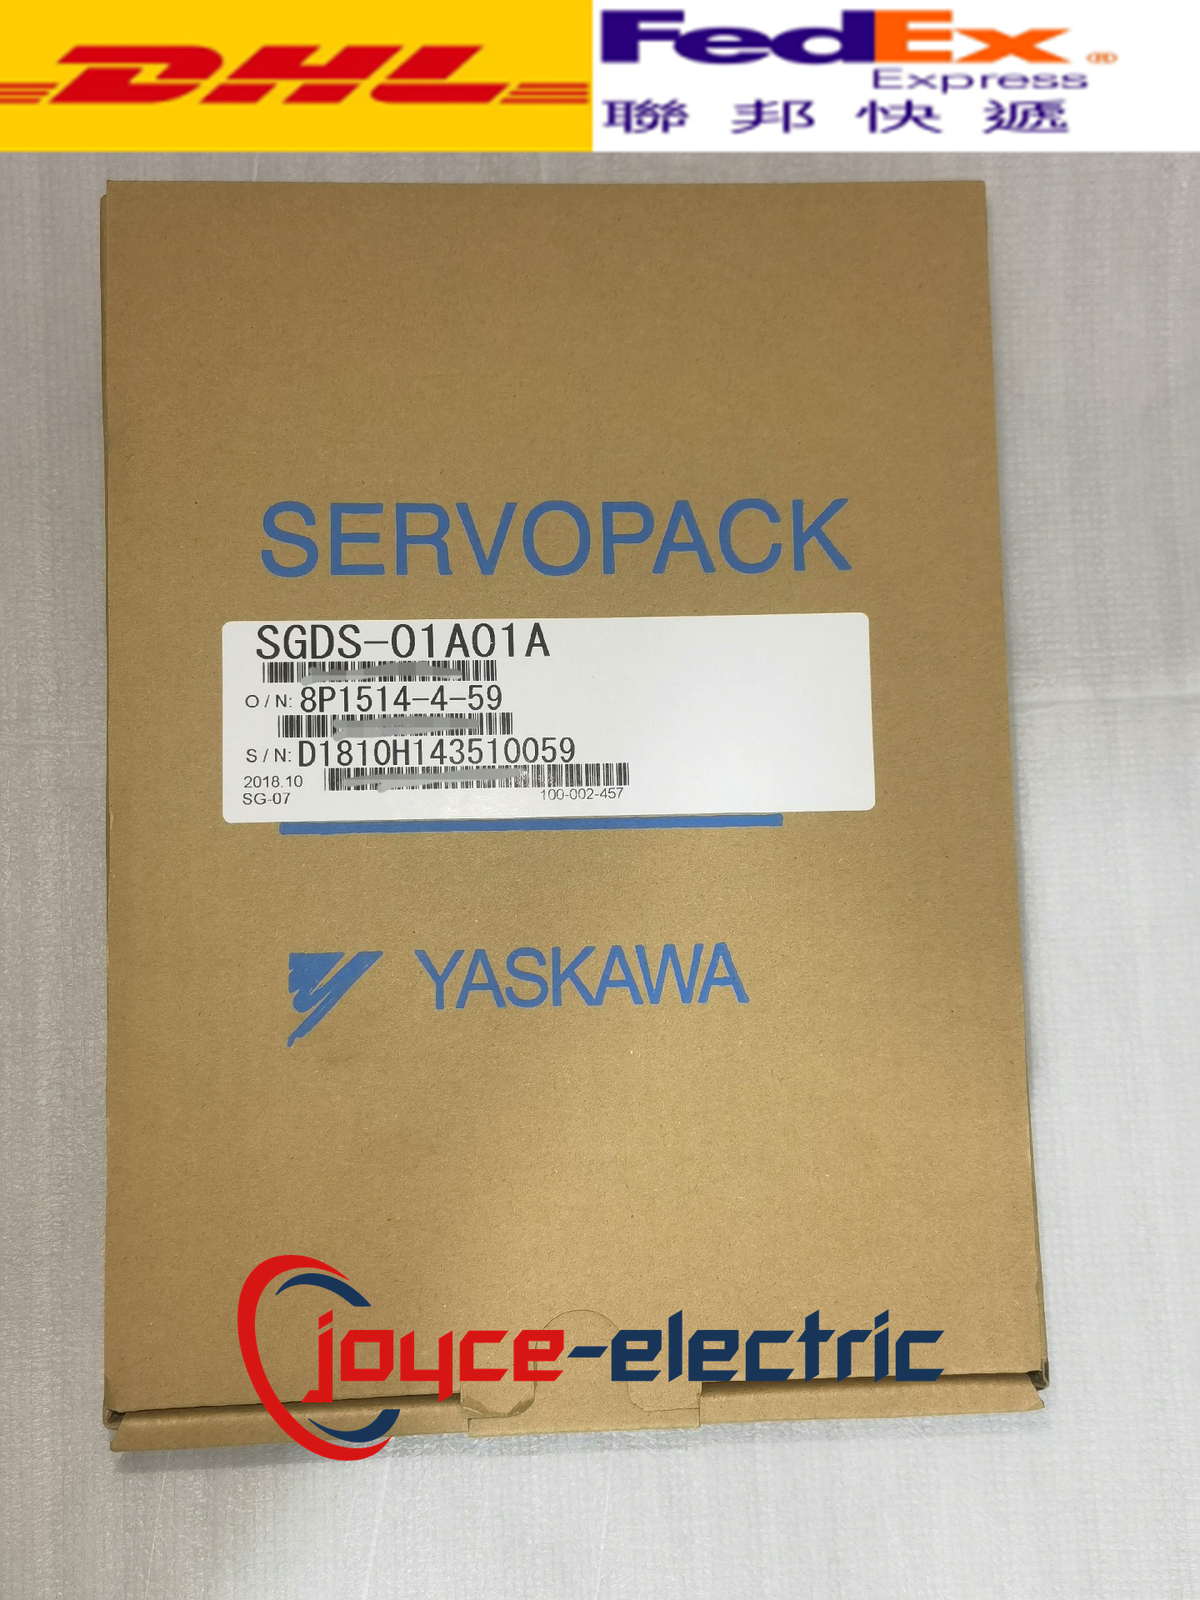 DHL
FedEx®
Express
聯邦快遞
SERVOPACK
SGDS-01A01A
O/N: 8P1514-4-59
S/N: D1810H143510059
2018.10
SG-07
100-002-457
YASKAWA
joyce-electric